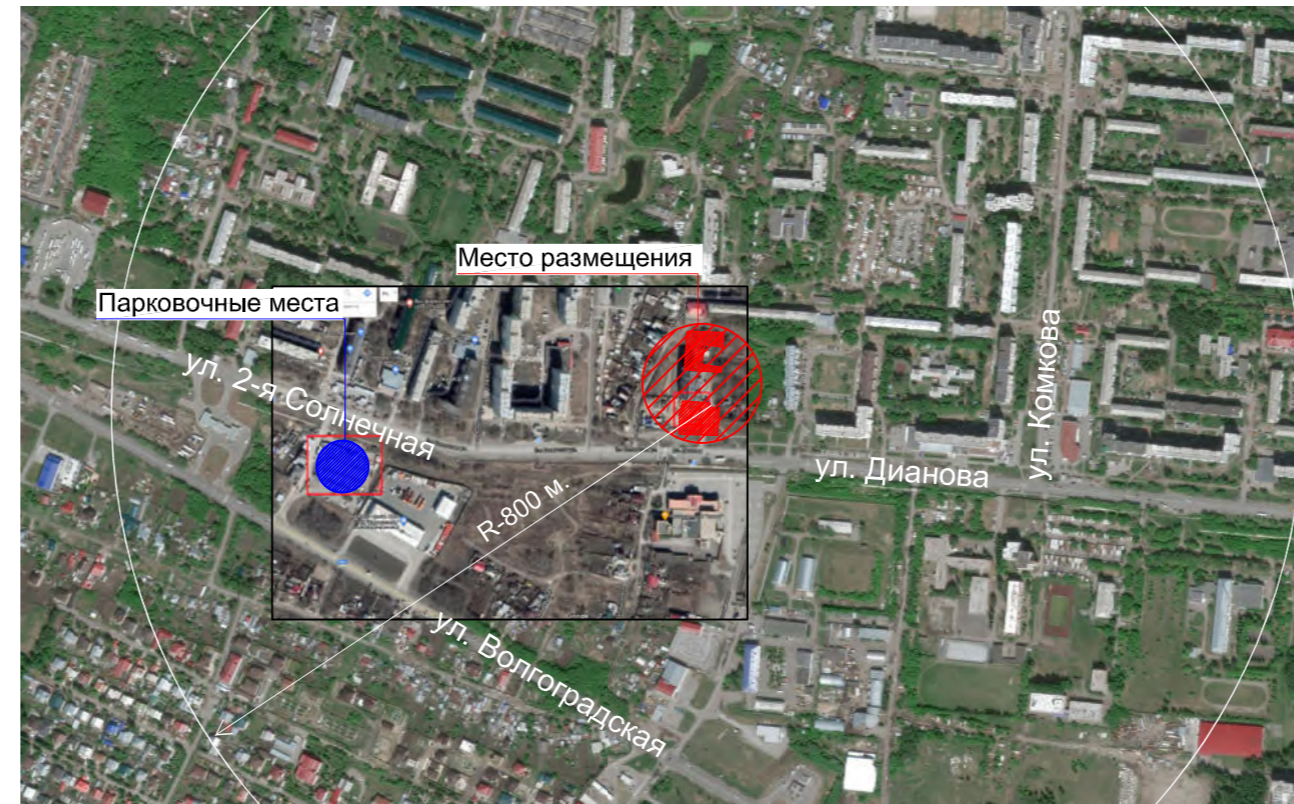 Место размещения
Парковочные места
ул. 2-я Солнечная
ул. Комкова
ул. Дианова
R-800 м.
ул. Волгоградская